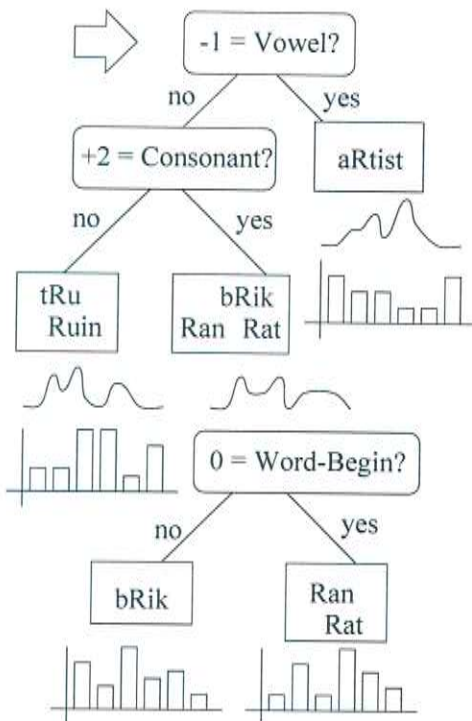 -1 = Vowel?
no
yes
+2 = Consonant?
aRtist
no
yes
tRu
Ruin
bRik
Ran Rat
0 = Word-Begin?
no
yes
bRik
Ran
Rat